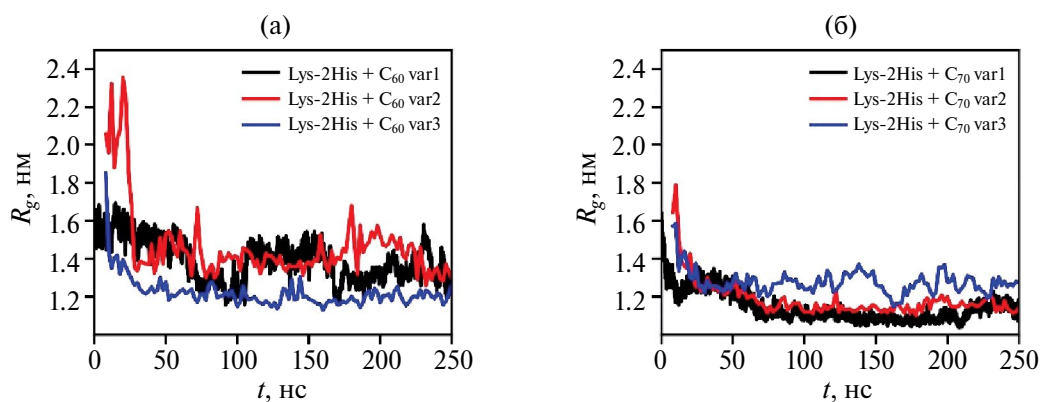 (а)
2.4
2.2
2.0
1.8
1.6
1.4
1.2
R_g, нм
0 50 100 150 200 250
t, нс
Lys-2His + C₆₀ var1
Lys-2His + C₆₀ var2
Lys-2His + C₆₀ var3
(б)
2.4
2.2
2.0
1.8
1.6
1.4
1.2
R_g, нм
0 50 100 150 200 250
t, нс
Lys-2His + C₇₀ var1
Lys-2His + C₇₀ var2
Lys-2His + C₇₀ var3